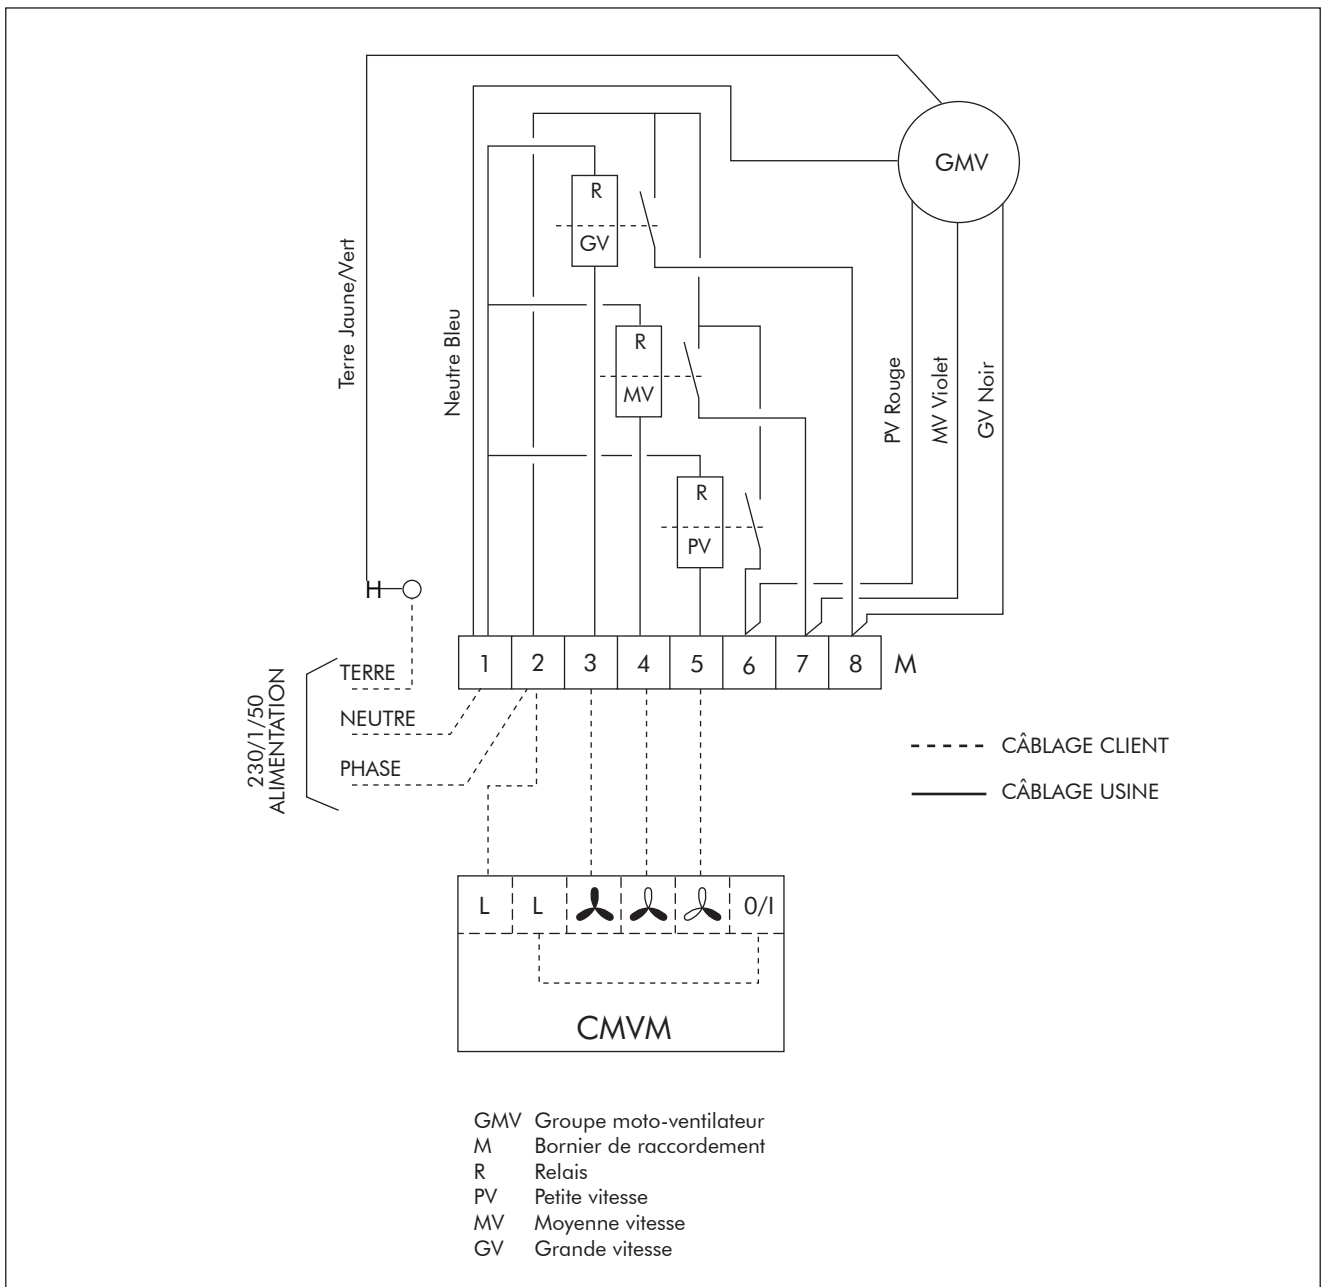 GMV
R
GV
Terre Jaune/Vert
Neutre Bleu
R
MV
PV Rouge
MV Violet
GV Noir
R
PV
H
1 2 3 4 5 6 7 8 M
230/1/50
ALIMENTATION
TERRE
NEUTRE
PHASE
CÂBLAGE CLIENT
CÂBLAGE USINE
L L 0/I
CMVM
GMV Groupe moto-ventilateur
M Bornier de raccordement
R Relais
PV Petite vitesse
MV Moyenne vitesse
GV Grande vitesse